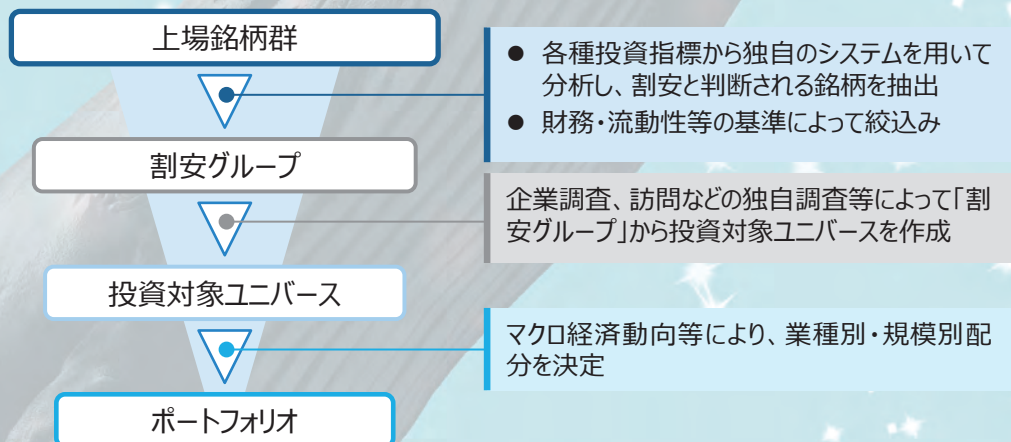 上場銘柄群
● 各種投資指標から独自のシステムを用いて
分析し、割安と判断される銘柄を抽出
● 財務・流動性等の基準によって絞込み
割安グループ
企業調査、訪問などの独自調査等によって「割
安グループ」から投資対象ユニバースを作成
投資対象ユニバース
マクロ経済動向等により、業種別・規模別配
分を決定
ポートフォリオ